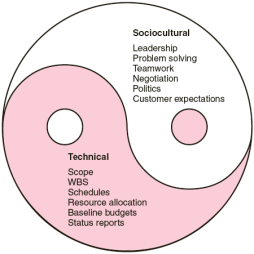 Sociocultural
Leadership
Problem solving
Teamwork
Negotiation
Politics
Customer expectations
Technical
Scope
WBS
Schedules
Resource allocation
Baseline budgets
Status reports